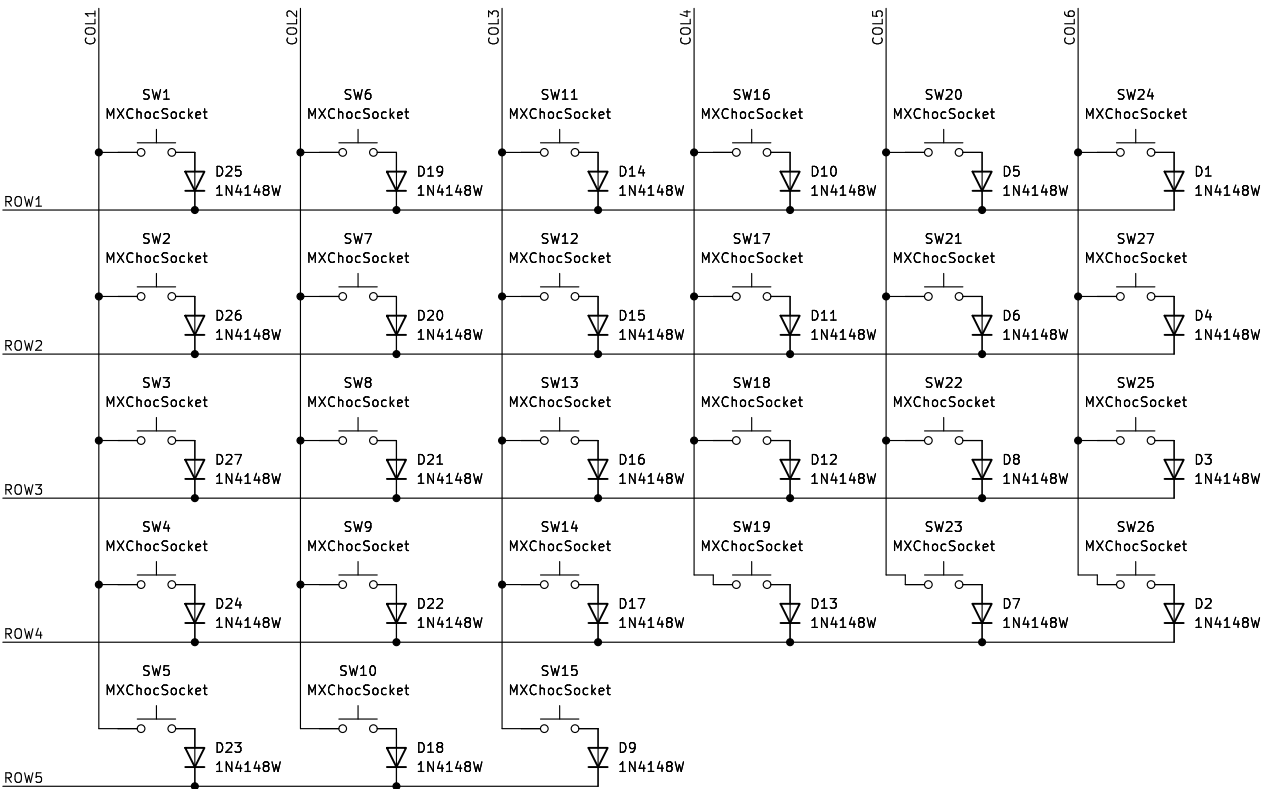 COL1 COL2 COL3 COL4 COL5 COL6
SW1 SW6 SW11 SW16 SW20 SW24
MXChocSocket MXChocSocket MXChocSocket MXChocSocket MXChocSocket MXChocSocket
D25 D19 D14 D10 D5 D1
1N4148W 1N4148W 1N4148W 1N4148W 1N4148W 1N4148W
ROW1
SW2 SW7 SW12 SW17 SW21 SW27
MXChocSocket MXChocSocket MXChocSocket MXChocSocket MXChocSocket MXChocSocket
D26 D20 D15 D11 D6 D4
1N4148W 1N4148W 1N4148W 1N4148W 1N4148W 1N4148W
ROW2
SW3 SW8 SW13 SW18 SW22 SW25
MXChocSocket MXChocSocket MXChocSocket MXChocSocket MXChocSocket MXChocSocket
D27 D21 D16 D12 D8 D3
1N4148W 1N4148W 1N4148W 1N4148W 1N4148W 1N4148W
ROW3
SW4 SW9 SW14 SW19 SW23 SW26
MXChocSocket MXChocSocket MXChocSocket MXChocSocket MXChocSocket MXChocSocket
D24 D22 D17 D13 D7 D2
1N4148W 1N4148W 1N4148W 1N4148W 1N4148W 1N4148W
ROW4
SW5 SW10 SW15
MXChocSocket MXChocSocket MXChocSocket
D23 D18 D9
1N4148W 1N4148W 1N4148W
ROW5